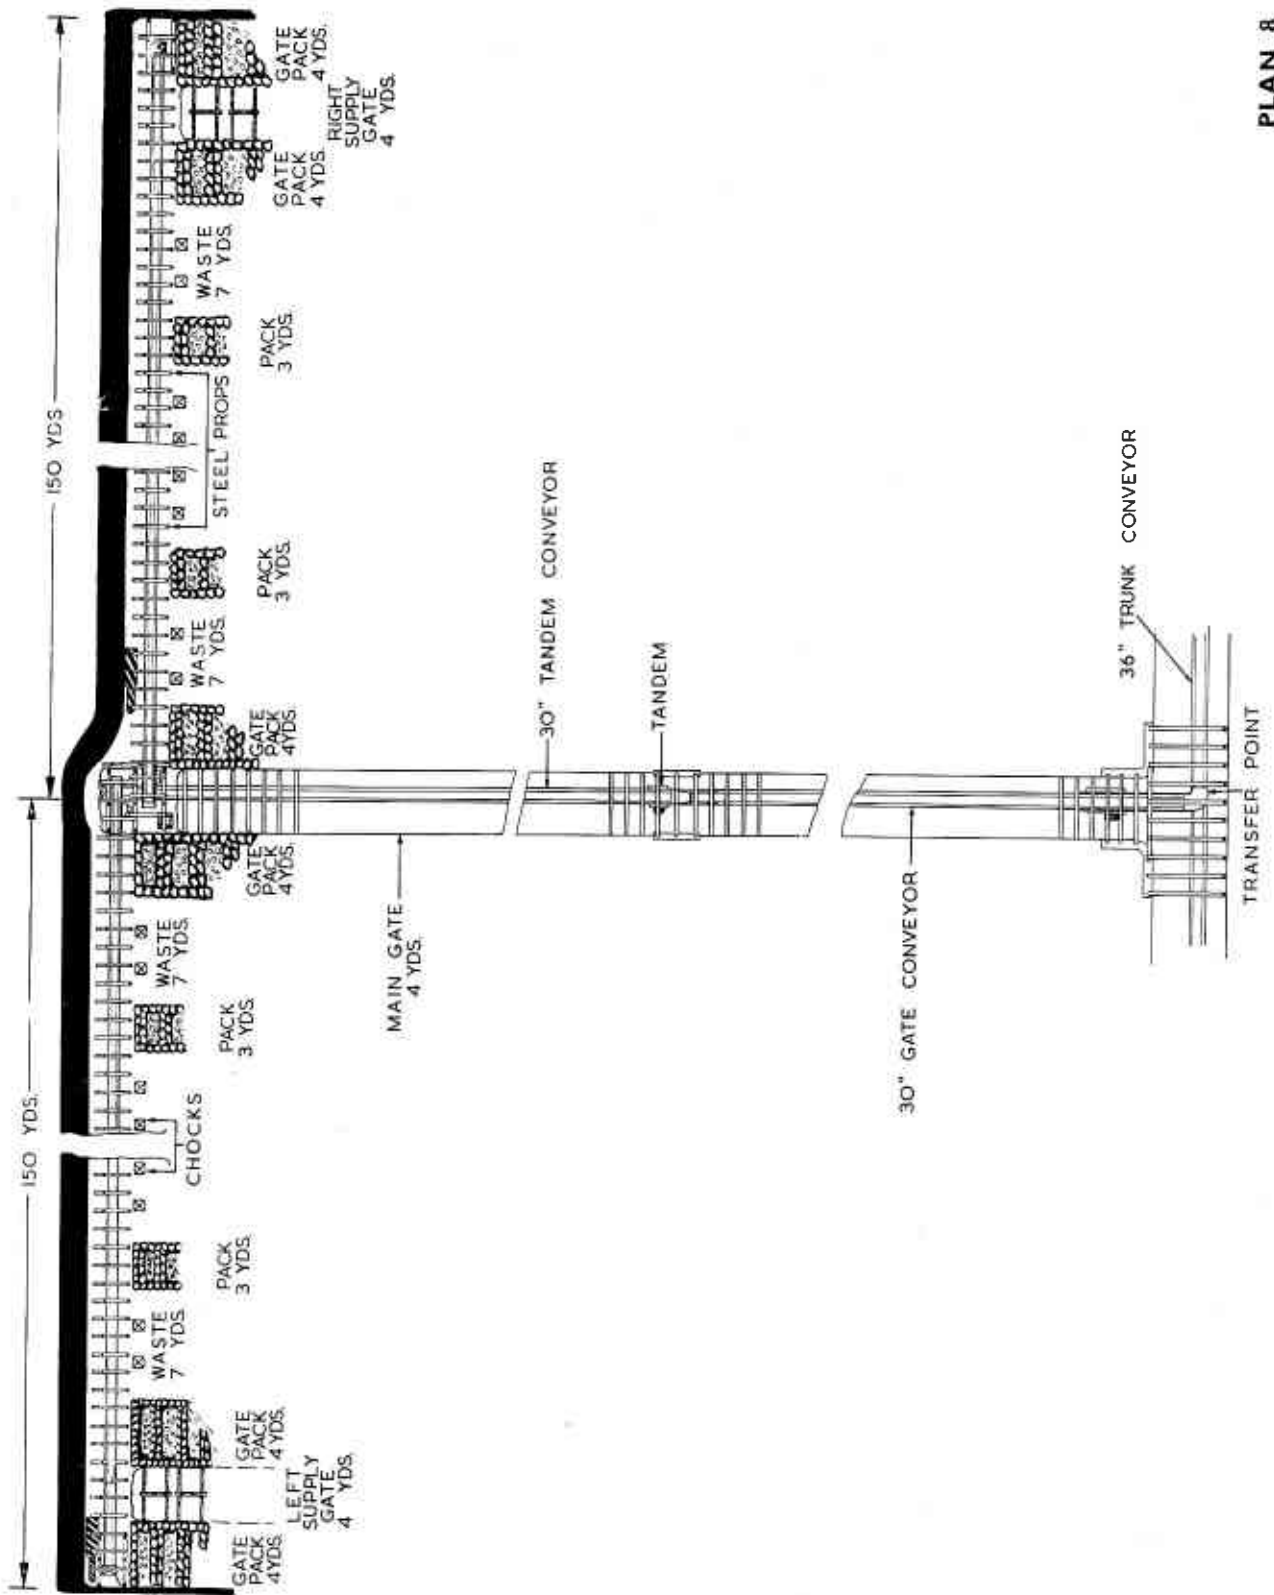 150 YDS.
150 YDS
GATE
PACK
4YDS.
LEFT
SUPPLY
GATE
4 YDS.
GATE
PACK
4YDS.
WASTE
7 YDS.
PACK
3 YDS.
CHOCKS
PACK
3 YDS.
WASTE
7 YDS.
GATE
PACK
4YDS.
GATE
PACK
4YDS.
WASTE
7 YDS.
PACK
3 YDS.
STEEL PROPS
PACK
3 YDS.
WASTE
7 YDS.
GATE
PACK
4 YDS.
RIGHT
SUPPLY
GATE
4 YDS.
GATE
PACK
4 YDS.
MAIN GATE
4 YDS.
30" TANDEM CONVEYOR
TANDEM
30" GATE CONVEYOR
36" TRUNK CONVEYOR
TRANSFER POINT
PLAN 8